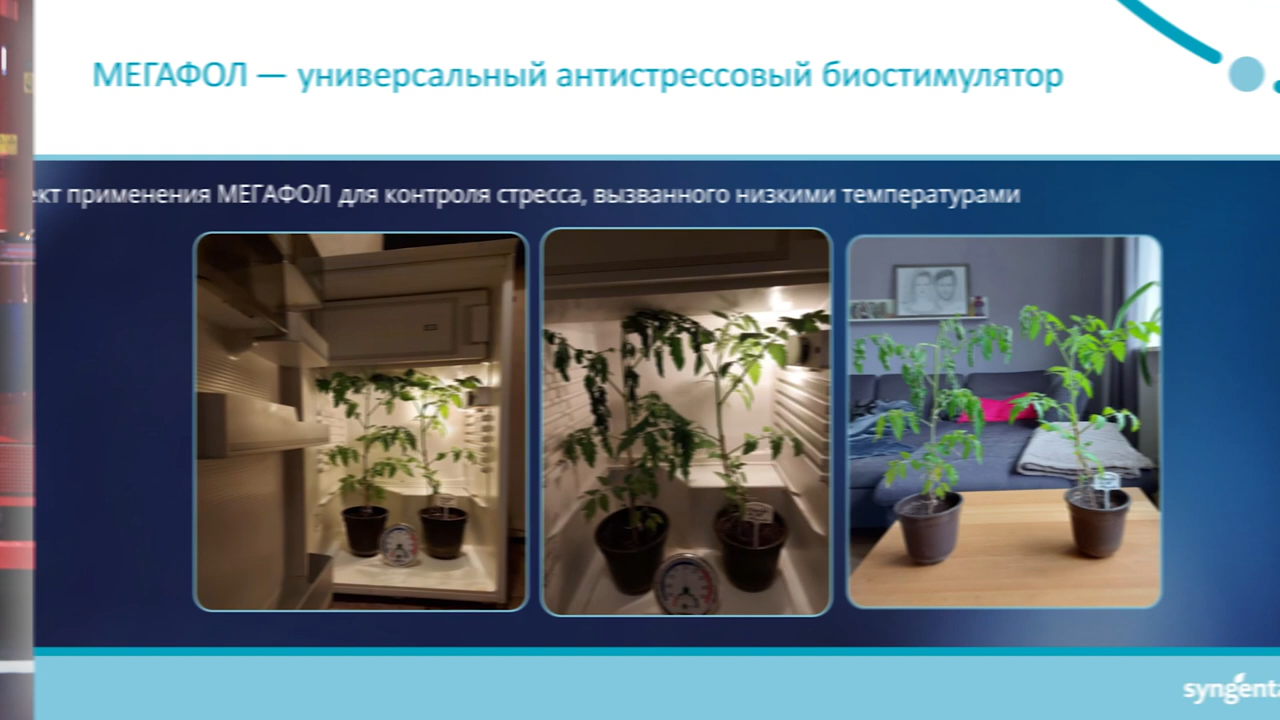 МЕГАФОЛ — универсальный антистрессовый биостимулятор
ект применения МЕГАФОЛ для контроля стресса, вызванного низкими температурами
syngenta